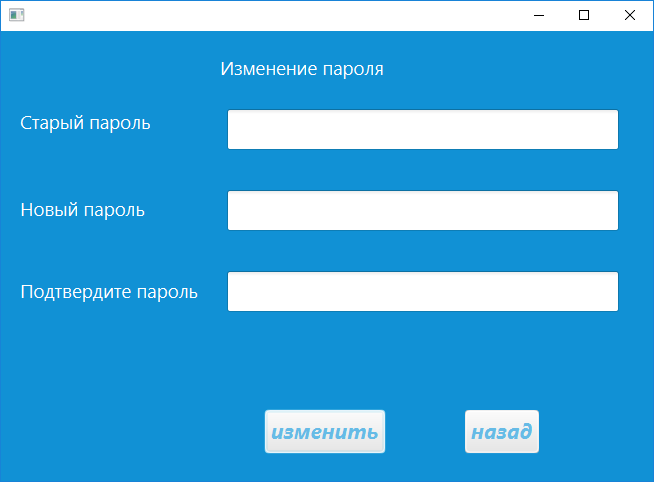 Изменение пароля
Старый пароль
Новый пароль
Подтвердите пароль
изменить
назад